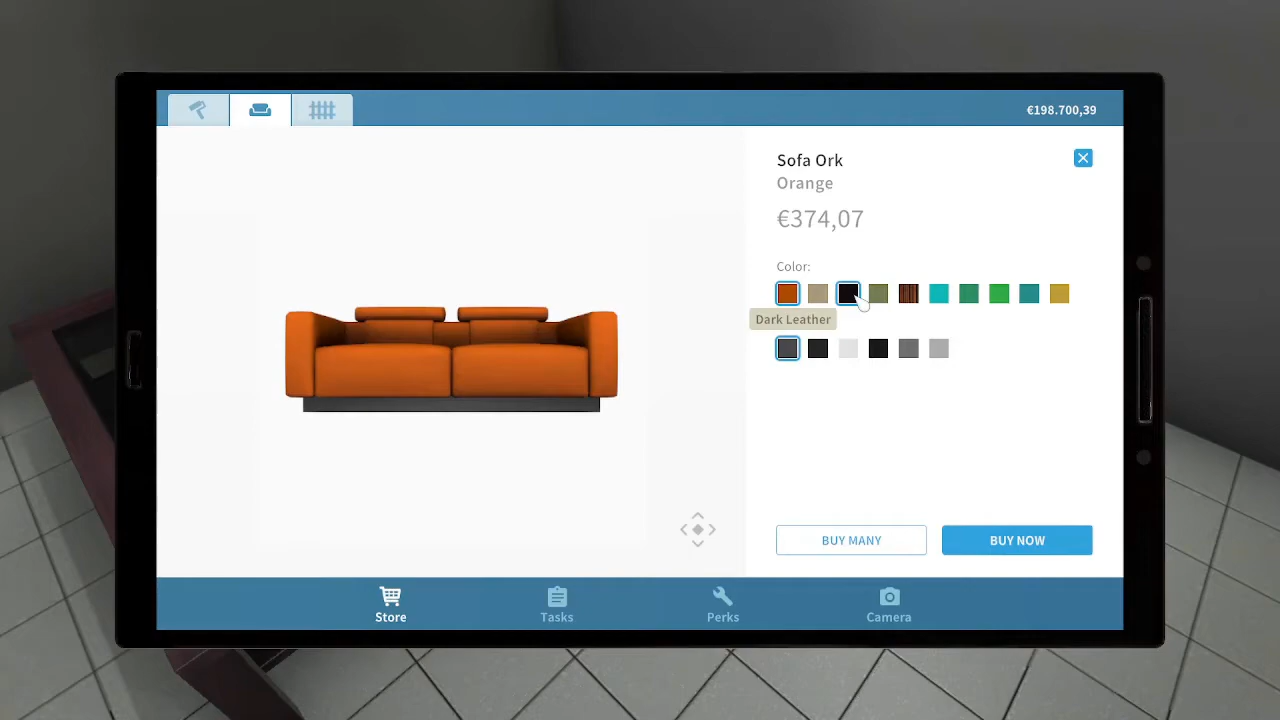 €198.700,39
Sofa Ork
Orange
€374,07
Color:
Dark Leather
BUY MANY
BUY NOW
Store
Tasks
Perks
Camera